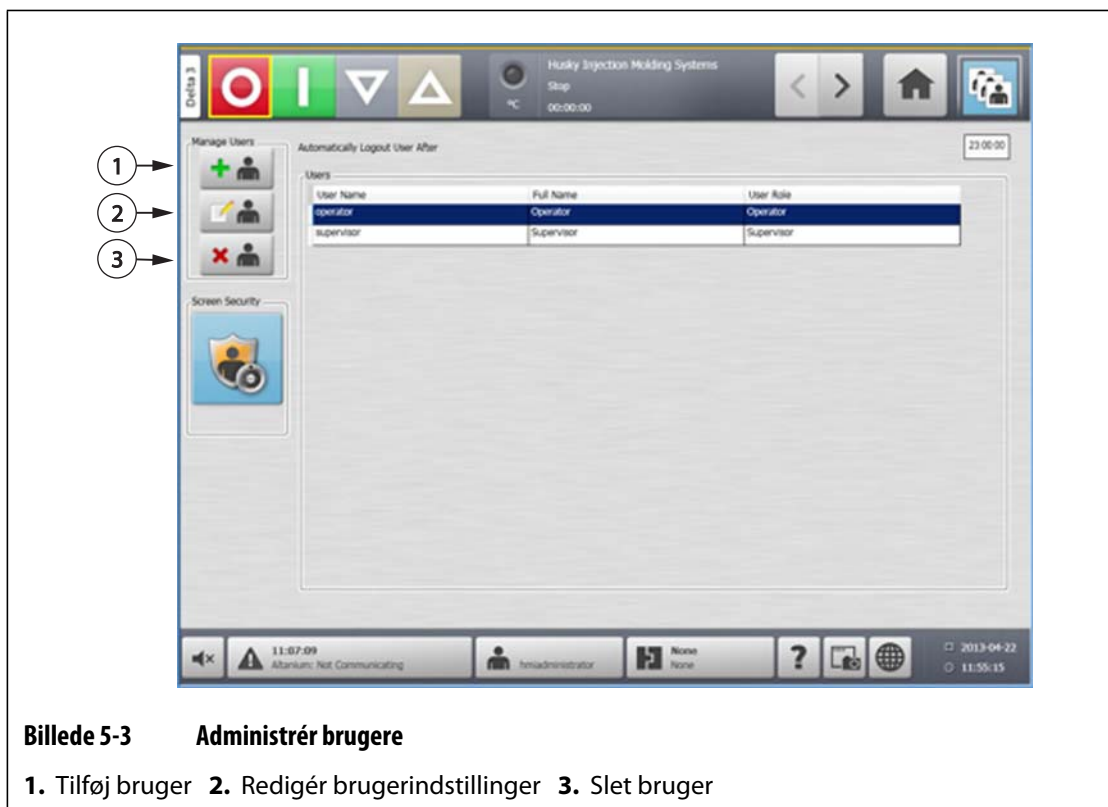 Delta 3
Husky Injection Molding Systems
Stop
°C 00:00:00
Manage Users
Automatically Logout User After
23:00:00
1
2
3
Users
User Name Full Name User Role
operator Operator Operator
supervisor Supervisor Supervisor
Screen Security
11:07:09
Altanium: Not Communicating
hmiadministrator
None
None
?
2013-04-22
11:55:15
Billede 5-3 Administrér brugere
1. Tilføj bruger 2. Redigér brugerindstillinger 3. Slet bruger